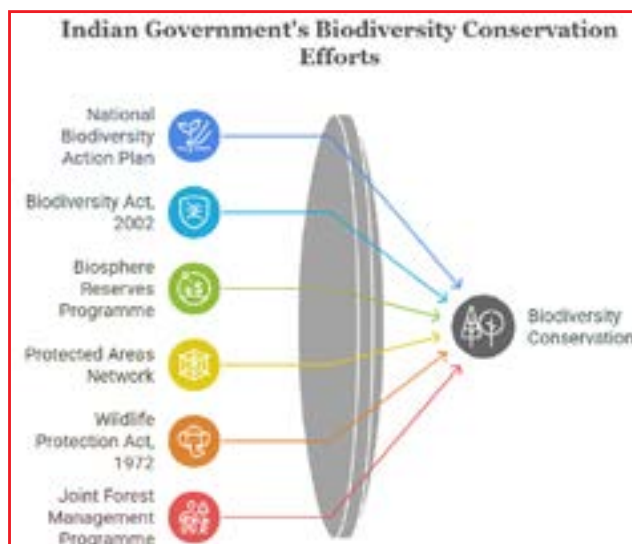 Indian Government's Biodiversity Conservation
Efforts
National
Biodiversity
Action Plan
Biodiversity Act,
2002
Biosphere
Reserves
Programme
Protected Areas
Network
Wildlife
Protection Act,
1972
Joint Forest
Management
Programme
Biodiversity
Conservation